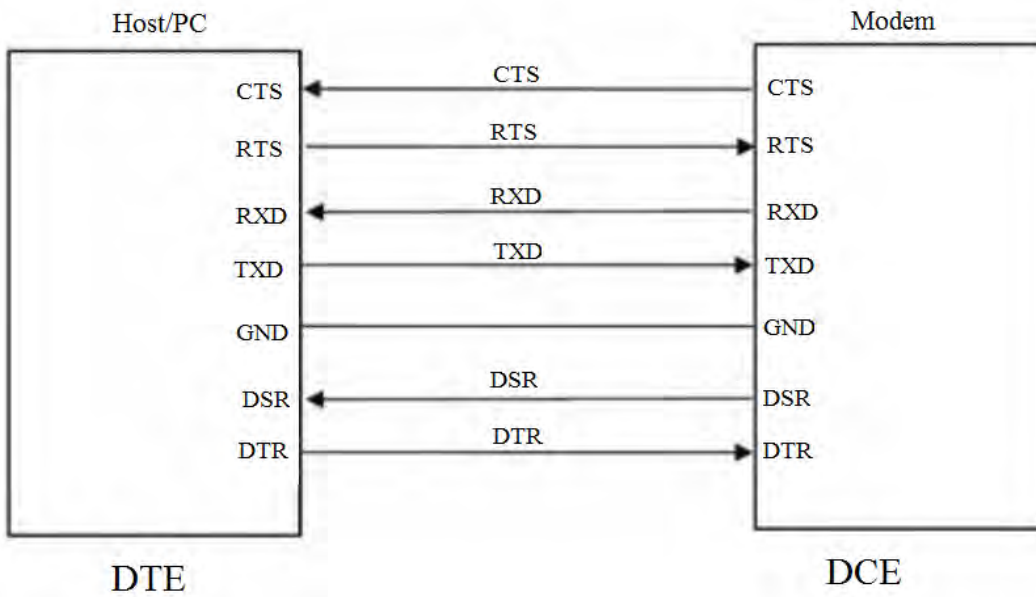 Host/PC
Modem
CTS
CTS
CTS
RTS
RTS
RTS
RXD
RXD
RXD
TXD
TXD
TXD
GND
GND
DSR
DSR
DSR
DTR
DTR
DTR
DTE
DCE